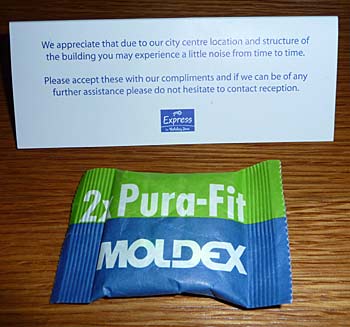 We appreciate that due to our city centre location and structure of
the building you may experience a little noise from time to time.
Please accept these with our compliments and if we can be of any
further assistance please do not hesitate to contact reception.
Express
by Holiday Inn
2x Pura-Fit
MOLDEX